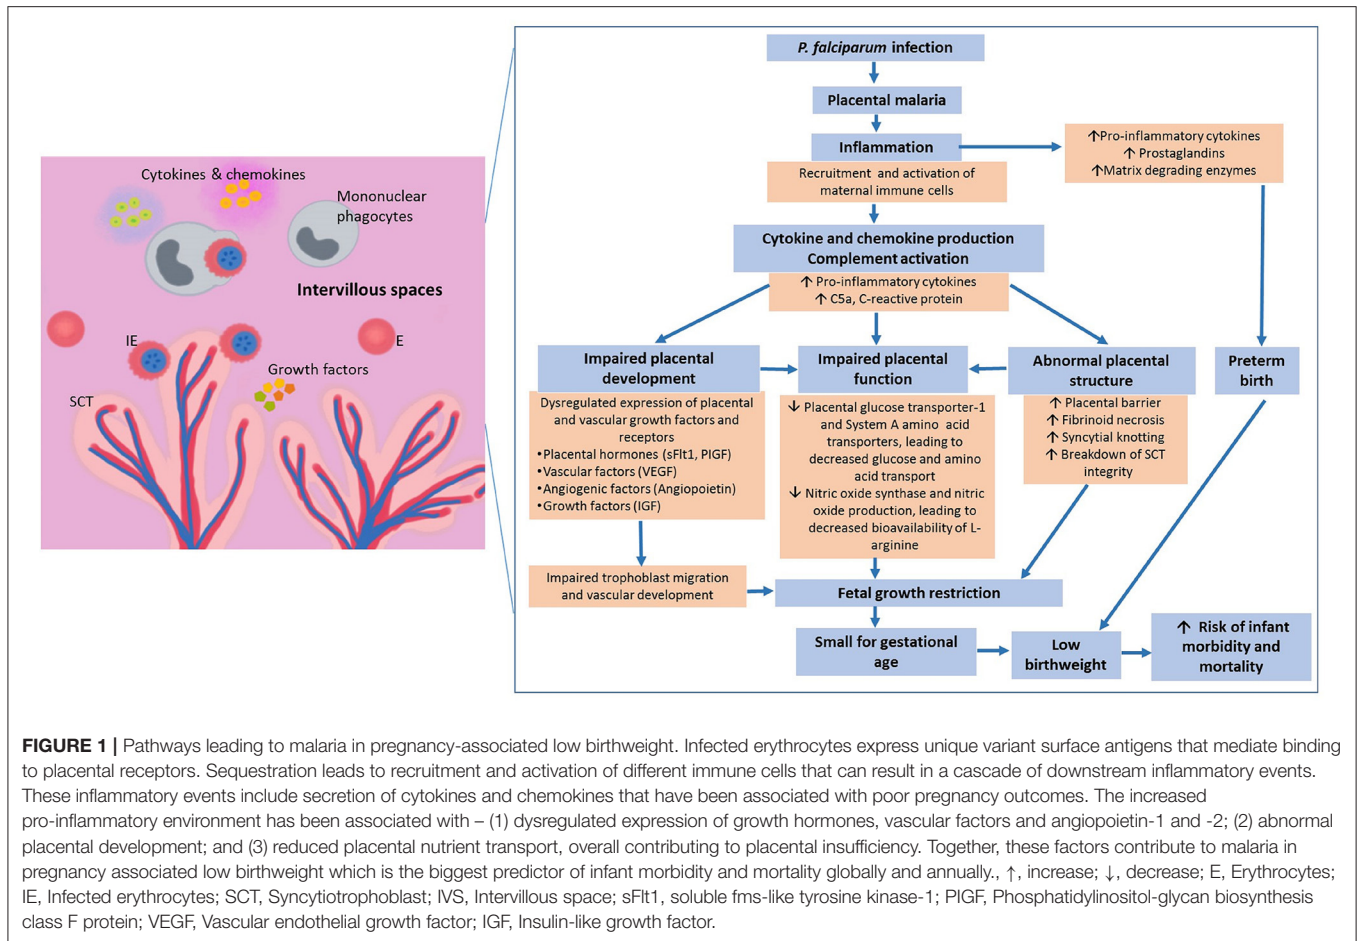 Cytokines & chemokines
Mononuclear
phagocytes
Intervillous spaces
IE
E
Growth factors
SCT
P. falciparum infection
Placental malaria
Inflammation
Recruitment and activation of
maternal immune cells
↑Pro-inflammatory cytokines
↑ Prostaglandins
↑Matrix degrading enzymes
Cytokine and chemokine production
Complement activation
↑ Pro-inflammatory cytokines
↑ C5a, C-reactive protein
Impaired placental
development
Dysregulated expression of placental
and vascular growth factors and
receptors
•Placental hormones (sFlt1, PIGF)
•Vascular factors (VEGF)
•Angiogenic factors (Angiopoietin)
•Growth factors (IGF)
Impaired placental
function
↓ Placental glucose transporter-1
and System A amino acid
transporters, leading to
decreased glucose and amino
acid transport
↓ Nitric oxide synthase and nitric
oxide production, leading to
decreased bioavailability of L-
arginine
Abnormal placental
structure
↑ Placental barrier
↑ Fibrinoid necrosis
↑ Syncytial knotting
↑ Breakdown of SCT
integrity
Preterm
birth
Impaired trophoblast migration
and vascular development
Fetal growth restriction
Small for gestational
age
Low
birthweight
↑ Risk of infant
morbidity and
mortality
FIGURE 1 | Pathways leading to malaria in pregnancy-associated low birthweight. Infected erythrocytes express unique variant surface antigens that mediate binding
to placental receptors. Sequestration leads to recruitment and activation of different immune cells that can result in a cascade of downstream inflammatory events.
These inflammatory events include secretion of cytokines and chemokines that have been associated with poor pregnancy outcomes. The increased
pro-inflammatory environment has been associated with – (1) dysregulated expression of growth hormones, vascular factors and angiopoietin-1 and -2; (2) abnormal
placental development; and (3) reduced placental nutrient transport, overall contributing to placental insufficiency. Together, these factors contribute to malaria in
pregnancy associated low birthweight which is the biggest predictor of infant morbidity and mortality globally and annually., ↑, increase; ↓, decrease; E, Erythrocytes;
IE, Infected erythrocytes; SCT, Syncytiotrophoblast; IVS, Intervillous space; sFlt1, soluble fms-like tyrosine kinase-1; PIGF, Phosphatidylinositol-glycan biosynthesis
class F protein; VEGF, Vascular endothelial growth factor; IGF, Insulin-like growth factor.